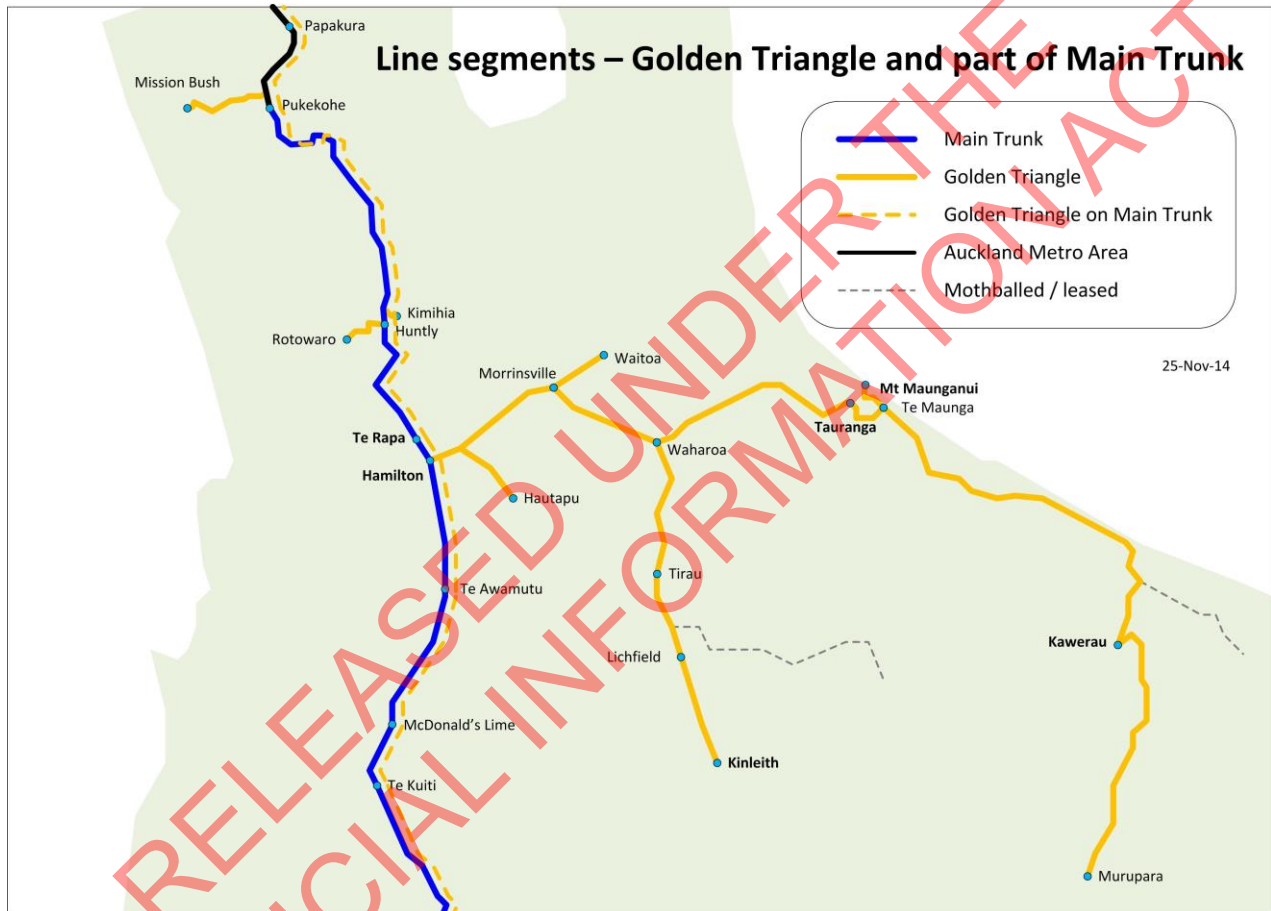 Papakura
Line segments – Golden Triangle and part of Main Trunk
Mission Bush
Pukekohe
Main Trunk
Golden Triangle
Golden Triangle on Main Trunk
Auckland Metro Area
Mothballed / leased
25-Nov-14
Kimihia
Huntly
Rotowaro
Waitoa
Morrinsville
Mt Maunganui
Te Maunga
Tauranga
Te Rapa
Waharoa
Hamilton
Hautapu
Tirau
Te Awamutu
Kawerau
Lichfield
McDonald's Lime
Kinleith
Te Kuiti
Murupara
RELEASED UNDER THE
INFORMATION ACT